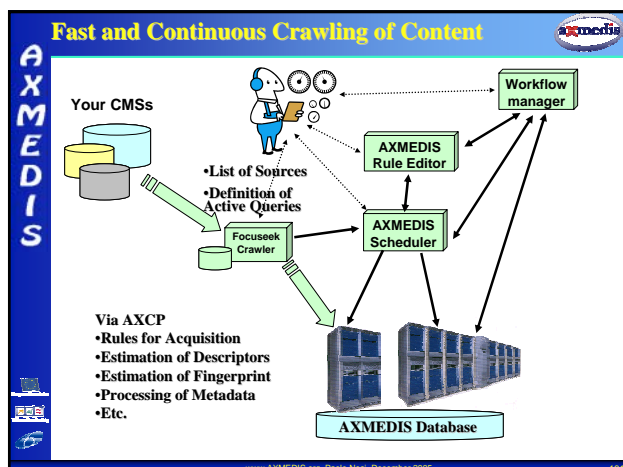 Fast and Continuous Crawling of Content
axmedis
AXMEDIS
Your CMSs
Workflow
manager
AXMEDIS
Rule Editor
•List of Sources
•Definition of
Active Queries
Focuseek
Crawler
AXMEDIS
Scheduler
Via AXCP
•Rules for Acquisition
•Estimation of Descriptors
•Estimation of Fingerprint
•Processing of Metadata
•Etc.
AXMEDIS Database